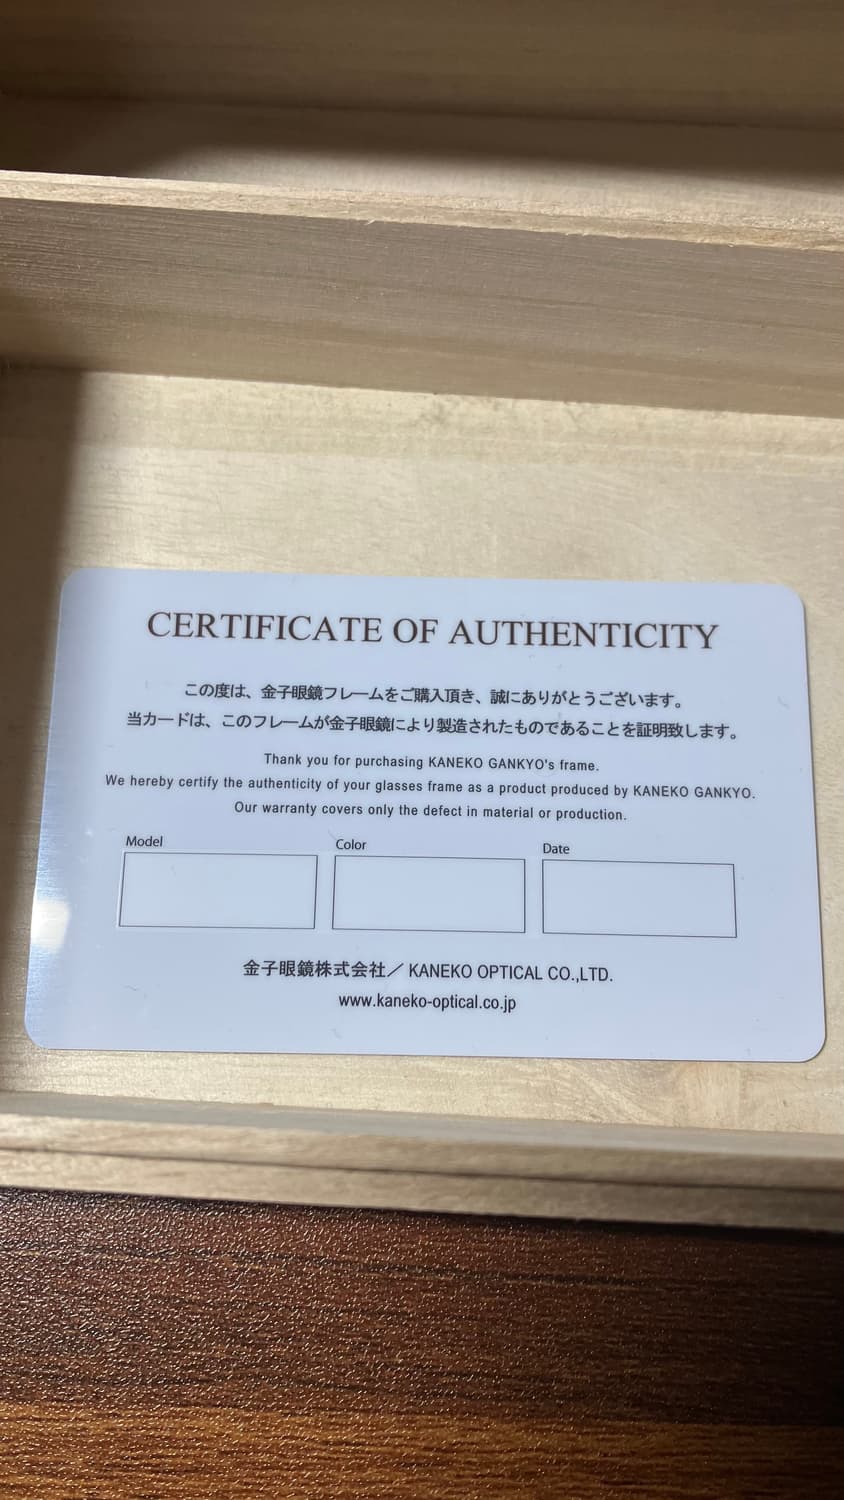 CERTIFICATE OF AUTHENTICITY
この度は、金子眼鏡フレームをご購入頂き、誠にありがとうございます。
当カードは、このフレームが金子眼鏡により製造されたものであることを証明致します。
Thank you for purchasing KANEKO GANKYO's frame.
We hereby certify the authenticity of your glasses frame as a product produced by KANEKO GANKYO.
Our warranty covers only the defect in material or production.
Model Color Date
金子眼鏡株式会社／KANEKO OPTICAL CO.,LTD.
www.kaneko-optical.co.jp